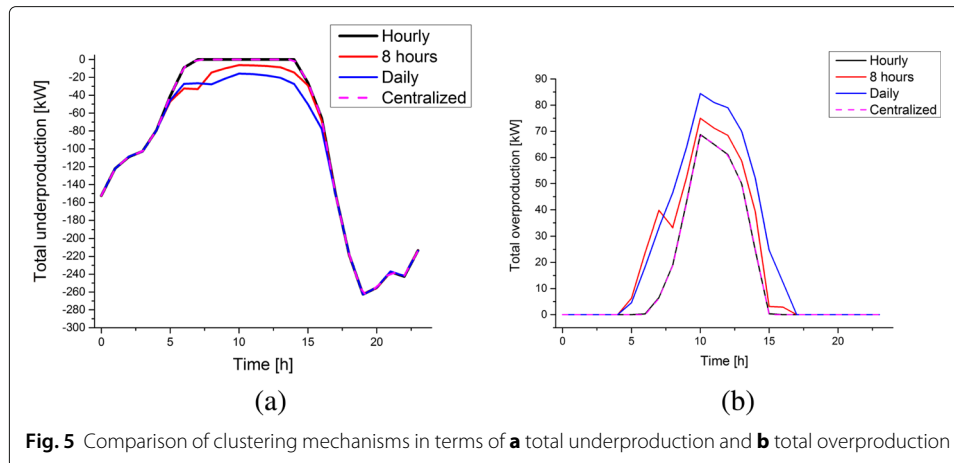 Hourly
8 hours
Daily
Centralized
Total underproduction [kW]
0
-20
-40
-60
-80
-100
-120
-140
-160
-180
-200
-220
-240
-260
-280
-300
0 5 10 15 20
Time [h]
(a)
Hourly
8 hours
Daily
Centralized
Total overproduction [kW]
90
80
70
60
50
40
30
20
10
0
0 5 10 15 20
Time [h]
(b)
Fig. 5 Comparison of clustering mechanisms in terms of a total underproduction and b total overproduction